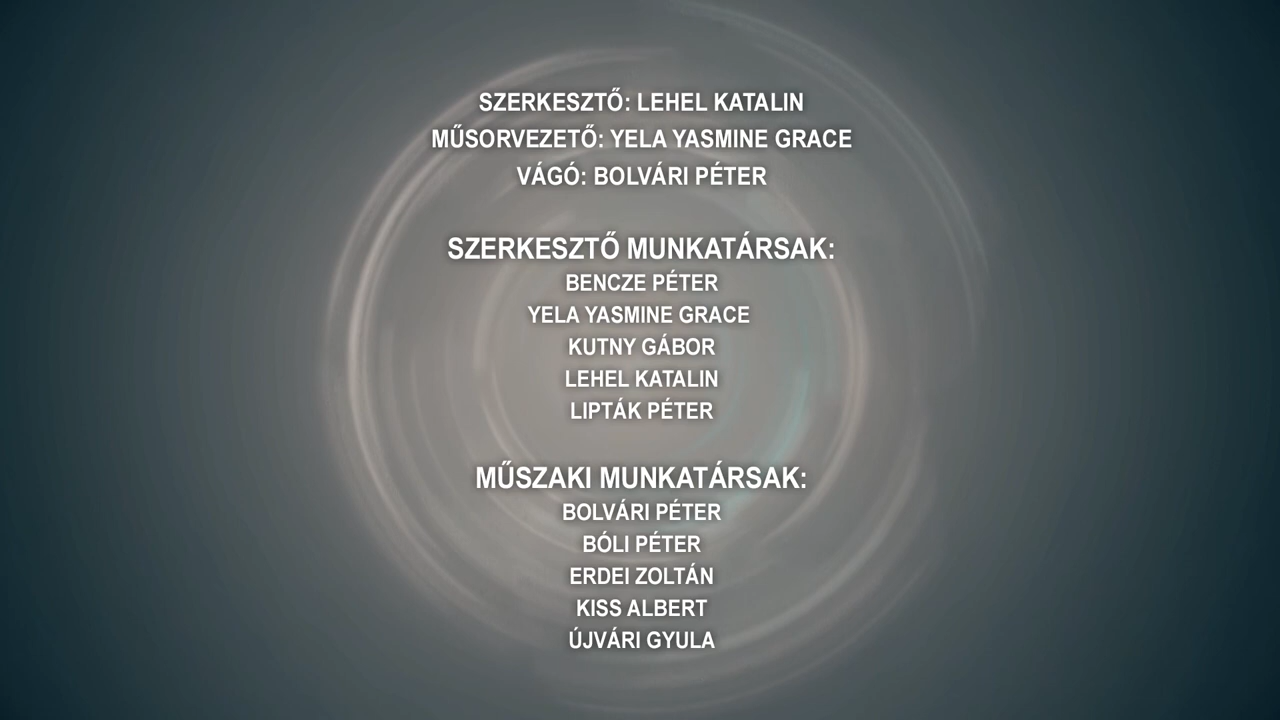 SZERKESZTŐ: LEHEL KATALIN
MŰSORVEZETŐ: YELA YASMINE GRACE
VÁGÓ: BOLVÁRI PÉTER
SZERKESZTŐ MUNKATÁRSAK:
BENCZE PÉTER
YELA YASMINE GRACE
KUTNY GÁBOR
LEHEL KATALIN
LIPTÁK PÉTER
MŰSZAKI MUNKATÁRSAK:
BOLVÁRI PÉTER
BÓLI PÉTER
ERDEI ZOLTÁN
KISS ALBERT
ÚJVÁRI GYULA